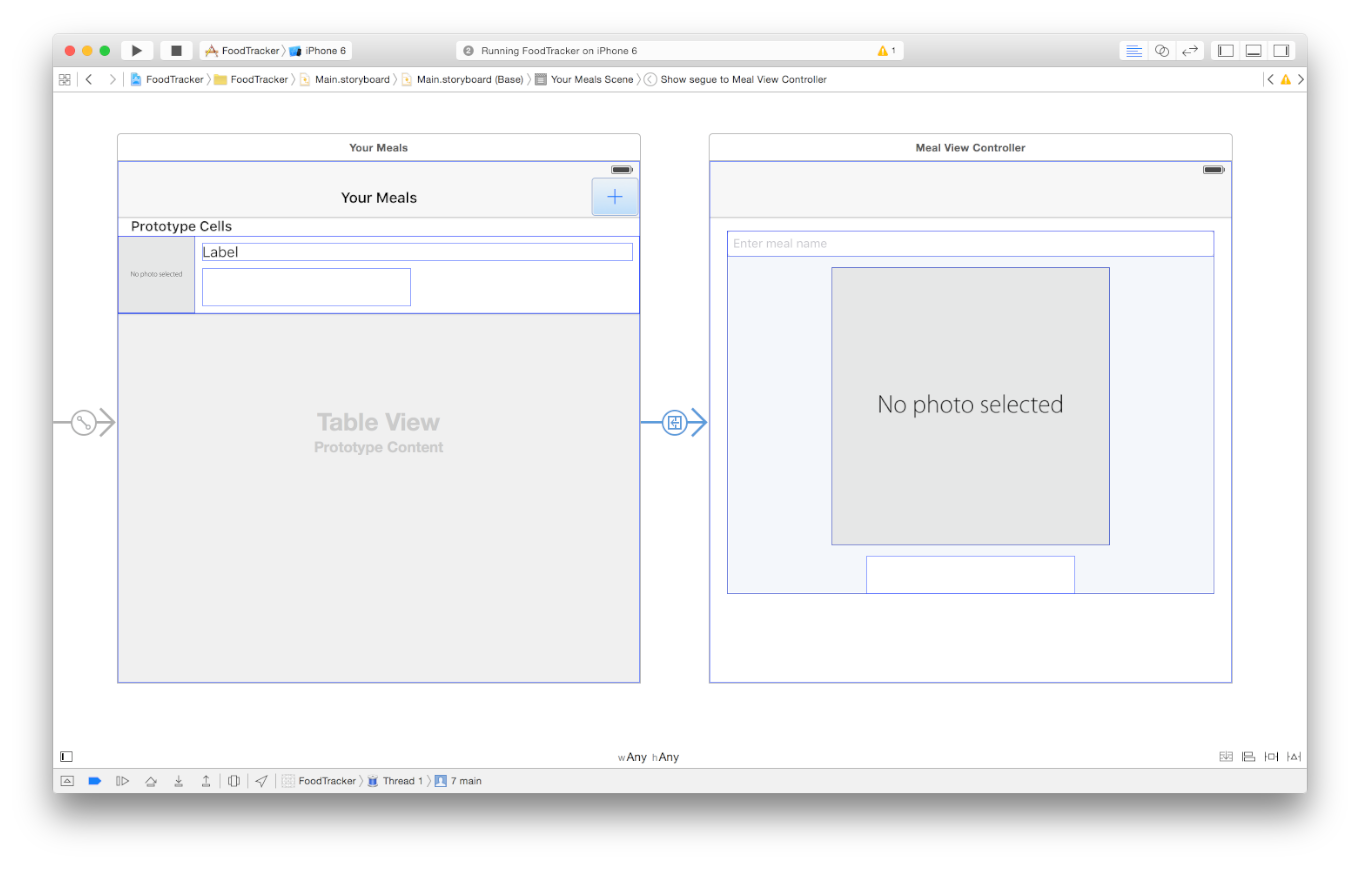 FoodTracker iPhone 6 2 Running FoodTracker on iPhone 6 1
FoodTracker FoodTracker Main.storyboard Main.storyboard (Base) Your Meals Scene Show segue to Meal View Controller
Your Meals
Your Meals
Prototype Cells
No photo selected
Label
Table View
Prototype Content
Meal View Controller
Enter meal name
No photo selected
wAny hAny
FoodTracker Thread 1 7 main